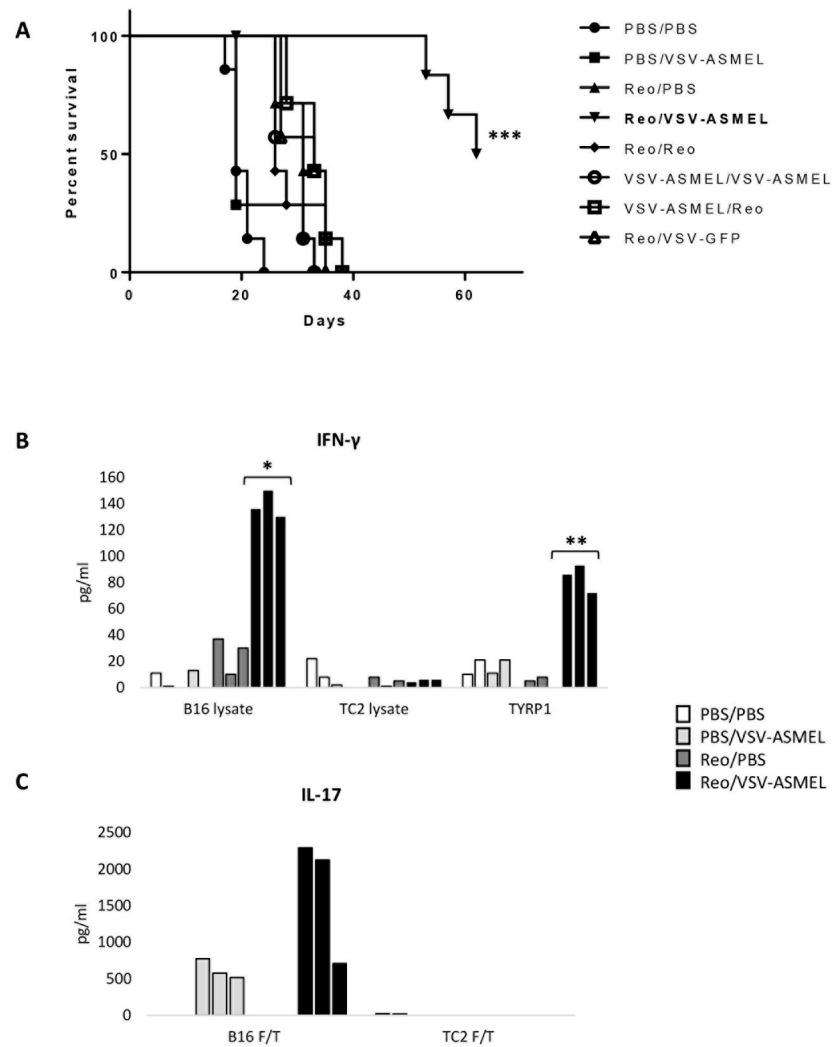 A
Percent survival
100
50
0
0 20 40 60
Days
***
PBS/PBS
PBS/VSV-ASMEL
Reo/PBS
Reo/VSV-ASMEL
Reo/Reo
VSV-ASMEL/VSV-ASMEL
VSV-ASMEL/Reo
Reo/VSV-GFP
B
IFN-γ
pg/ml
160
140
120
100
80
60
40
20
0
*
**
B16 lysate TC2 lysate TYRP1
PBS/PBS
PBS/VSV-ASMEL
Reo/PBS
Reo/VSV-ASMEL
C
IL-17
pg/ml
2500
2000
1500
1000
500
0
B16 F/T TC2 F/T